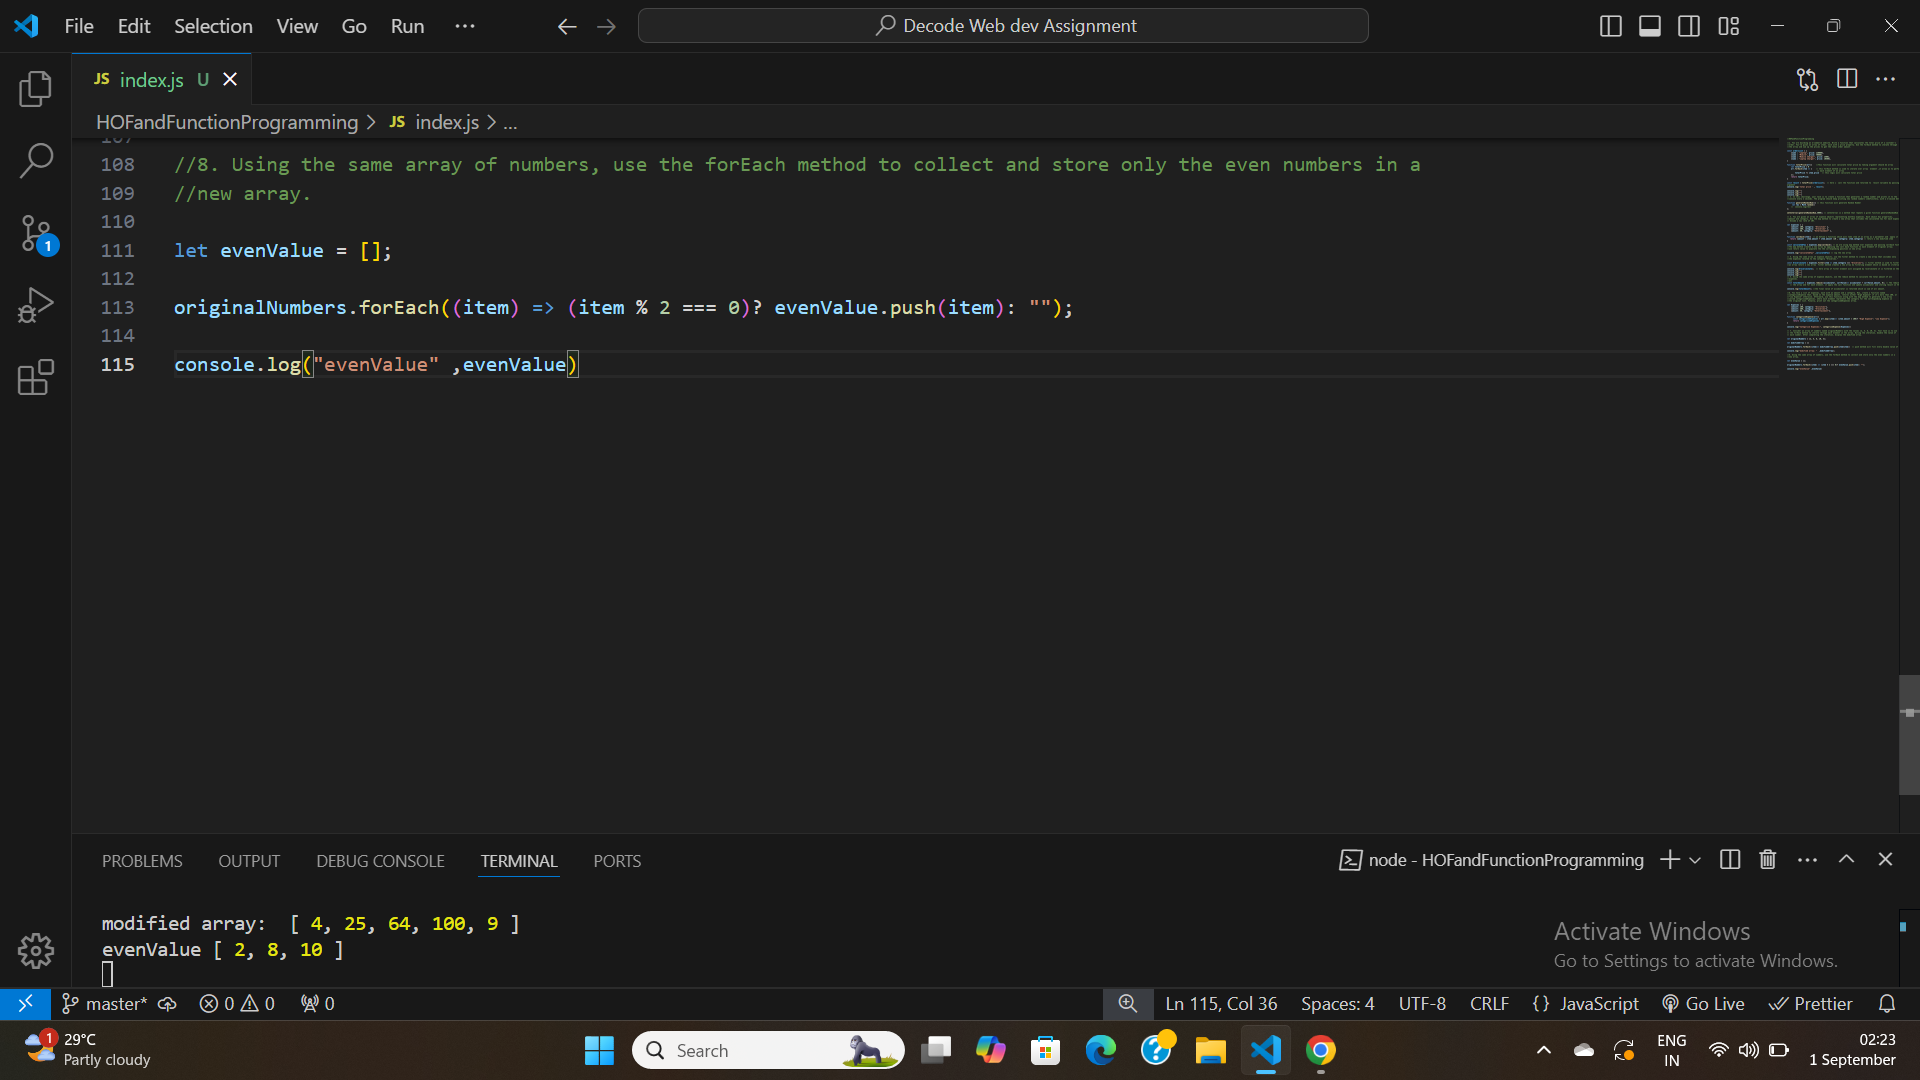 File Edit Selection View Go Run ··· Decode Web dev Assignment
JS index.js U
HOFandFunctionProgramming > JS index.js > ...
108 //8. Using the same array of numbers, use the forEach method to collect and store only the even numbers in a
109 //new array.
110
111 let evenValue = [];
112
113 originalNumbers.forEach((item) => (item % 2 === 0)? evenValue.push(item): "");
114
115 console.log("evenValue" ,evenValue)
PROBLEMS OUTPUT DEBUG CONSOLE TERMINAL PORTS node - HOFandFunctionProgramming
modified array:  [ 4, 25, 64, 100, 9 ]
evenValue [ 2, 8, 10 ]
Activate Windows
Go to Settings to activate Windows.
master* 0 0 0 Ln 115, Col 36 Spaces: 4 UTF-8 CRLF {} JavaScript Go Live Prettier
1 29°C
Partly cloudy
Search
ENG
IN
02:23
1 September